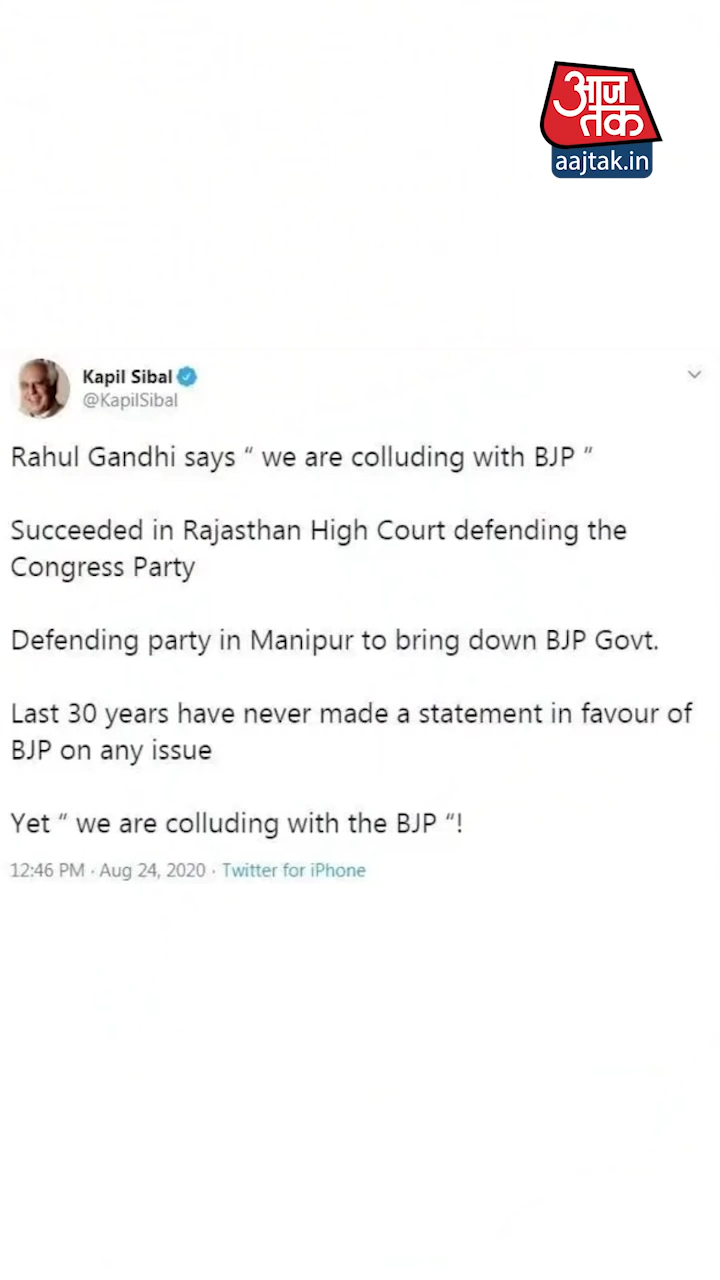 आज
तक
aajtak.in
Kapil Sibal
@KapilSibal
Rahul Gandhi says “ we are colluding with BJP ”
Succeeded in Rajasthan High Court defending the
Congress Party
Defending party in Manipur to bring down BJP Govt.
Last 30 years have never made a statement in favour of
BJP on any issue
Yet “ we are colluding with the BJP “!
12:46 PM · Aug 24, 2020 · Twitter for iPhone